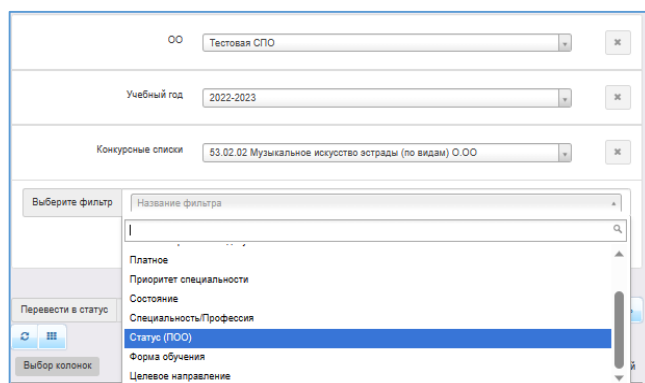 ОО Тестовая СПО
Учебный год 2022-2023
Конкурсные списки 53.02.02 Музыкальное искусство эстрады (по видам) О.ОО
Выберите фильтр Название фильтра
Платное
Приоритет специальности
Состояние
Перевести в статус
Специальность/Профессия
Статус (ПОО)
Форма обучения
Выбор колонок
Целевое направление